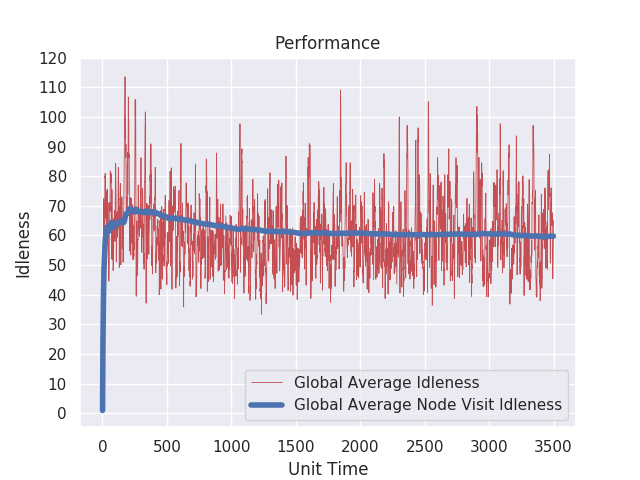 Performance
Idleness
120
110
100
90
80
70
60
50
40
30
20
10
0
Global Average Idleness
Global Average Node Visit Idleness
0 500 1000 1500 2000 2500 3000 3500
Unit Time